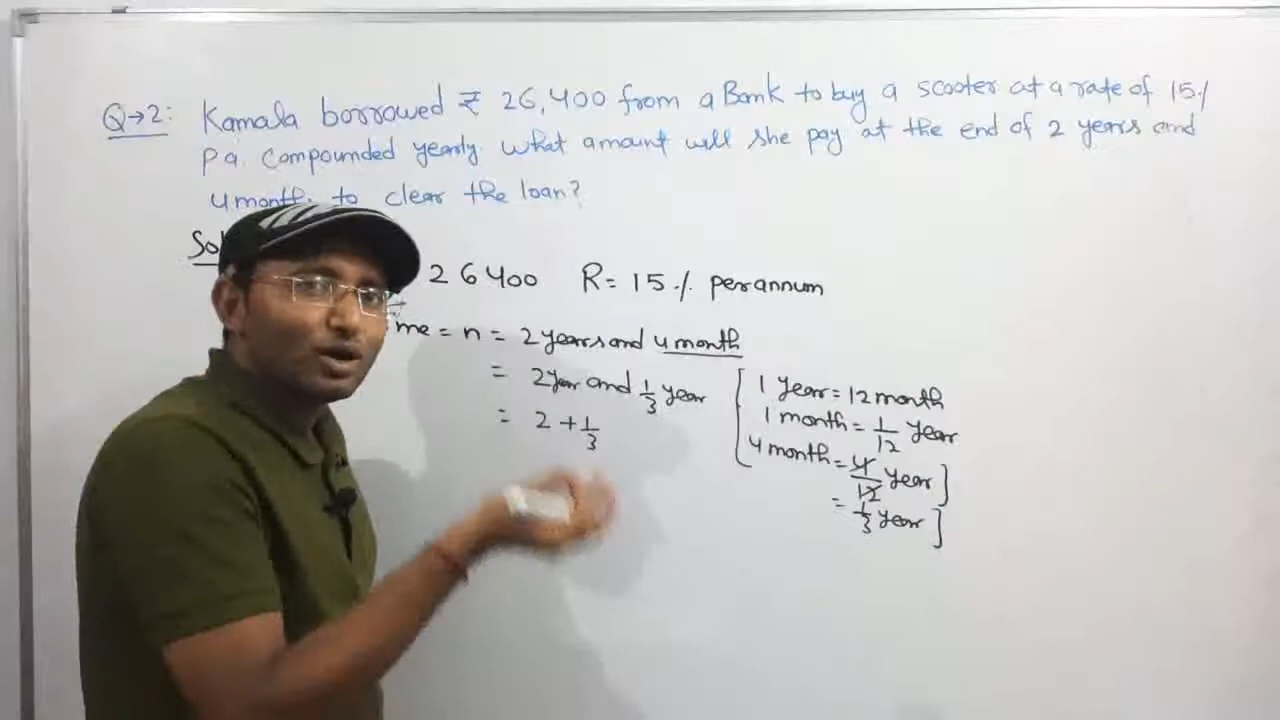 Q→2: Kamala borrowed ₹ 26,400 from a Bank to buy a scooter at a rate of 15%
P a. Compounded yearly. What amount will she pay at the end of 2 years and
4 month to clear the loan?
Sol
26400 R = 15 % per annum
me = n = 2 years and 4 month
= 2 year and 1/3 year
= 2 + 1/3
[ 1 year = 12 month
1 month = 1/12 year
4 month = 4/12 year ]
= 1/3 year ]